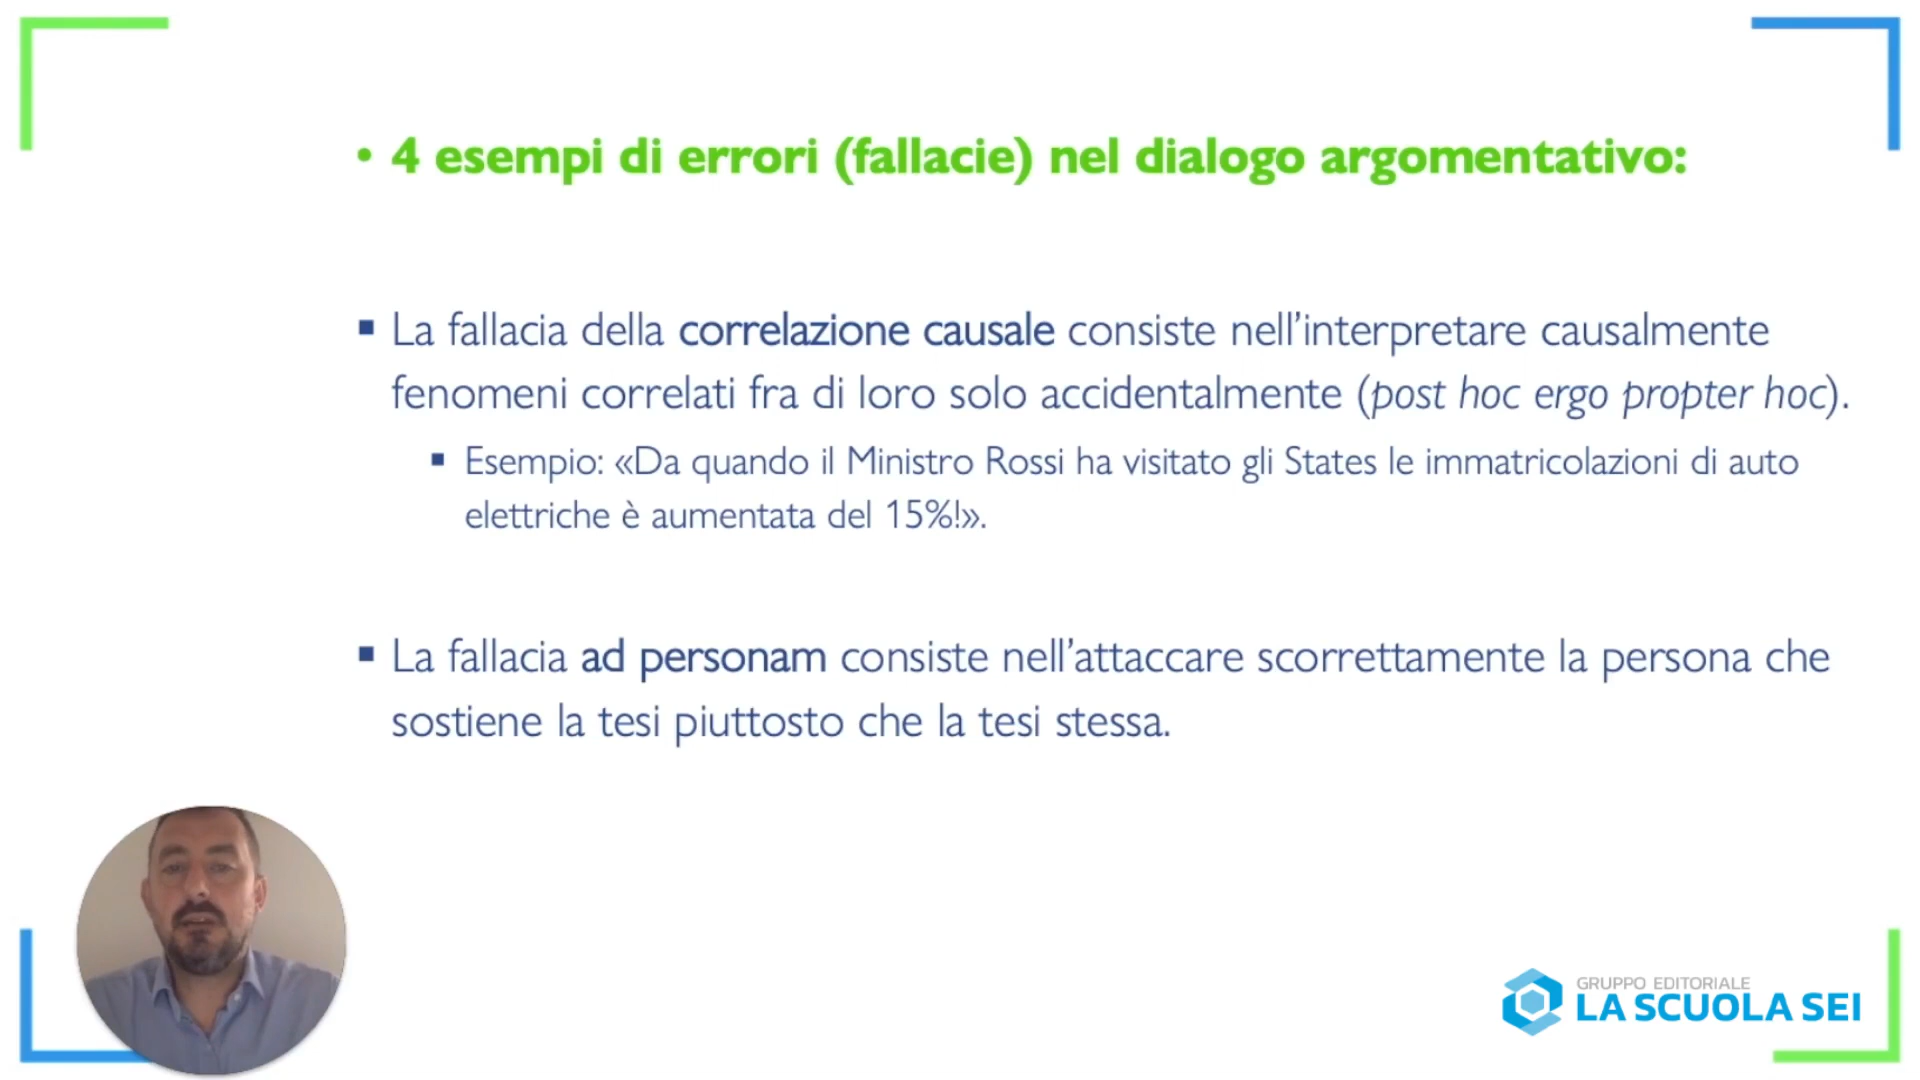 • 4 esempi di errori (fallacie) nel dialogo argomentativo:
▪ La fallacia della correlazione causale consiste nell’interpretare causalmente
fenomeni correlati fra di loro solo accidentalmente (post hoc ergo propter hoc).
▪ Esempio: «Da quando il Ministro Rossi ha visitato gli States le immatricolazioni di auto
elettriche è aumentata del 15%!».
▪ La fallacia ad personam consiste nell’attaccare scorrettamente la persona che
sostiene la tesi piuttosto che la tesi stessa.
GRUPPO EDITORIALE
LA SCUOLA SEI